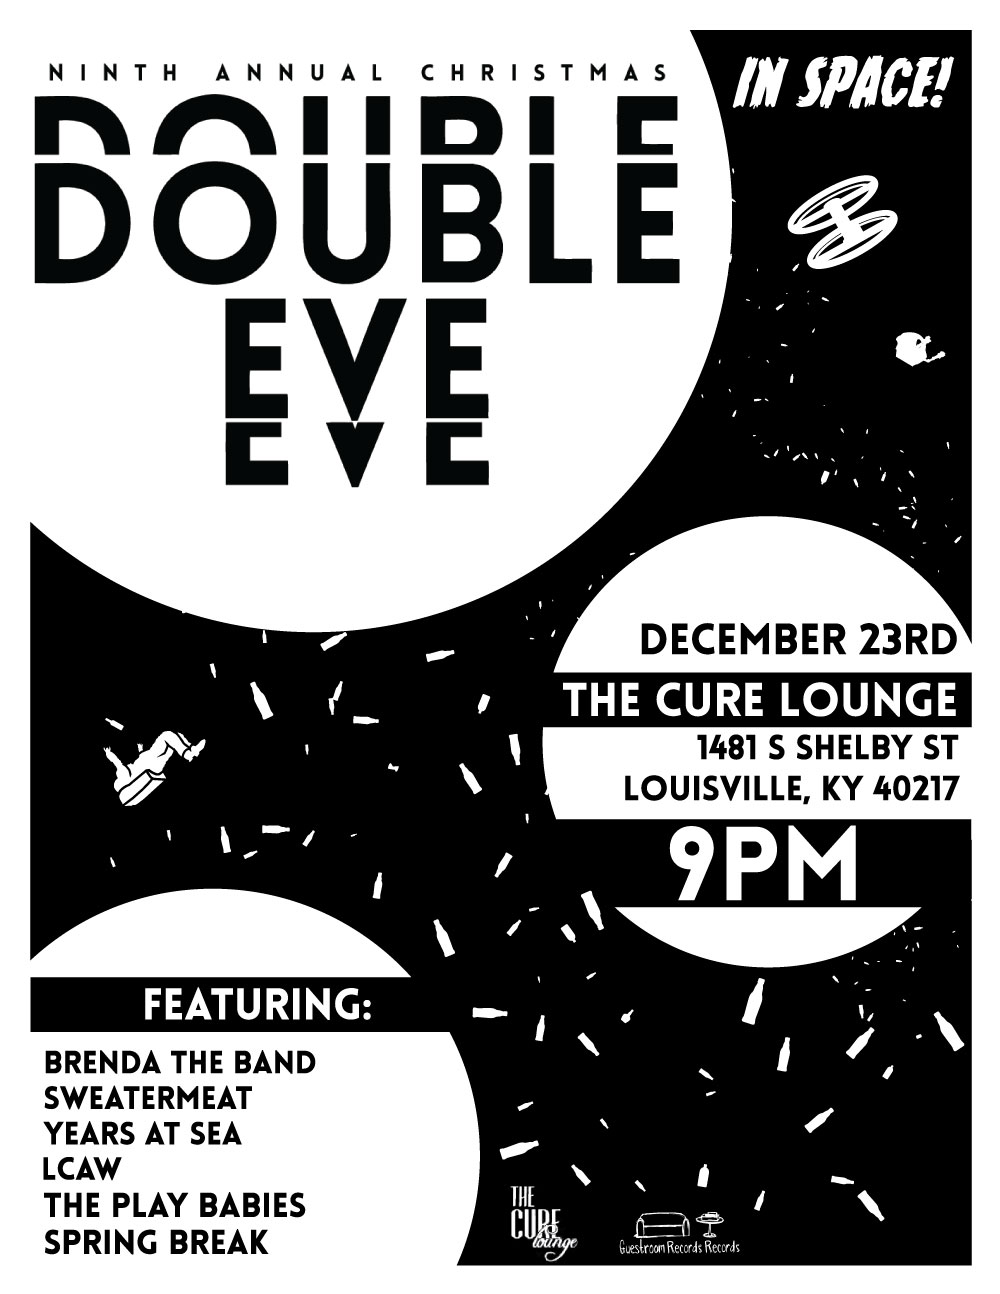 NINTH ANNUAL CHRISTMAS
DOUBLE
DOUBLE
EVE
EVE
IN SPACE!
DECEMBER 23RD
THE CURE LOUNGE
1481 S SHELBY ST
LOUISVILLE, KY 40217
9PM
FEATURING:
BRENDA THE BAND
SWEATERMEAT
YEARS AT SEA
LCAW
THE PLAY BABIES
SPRING BREAK
THE
CURE
lounge
Guestroom Records Records